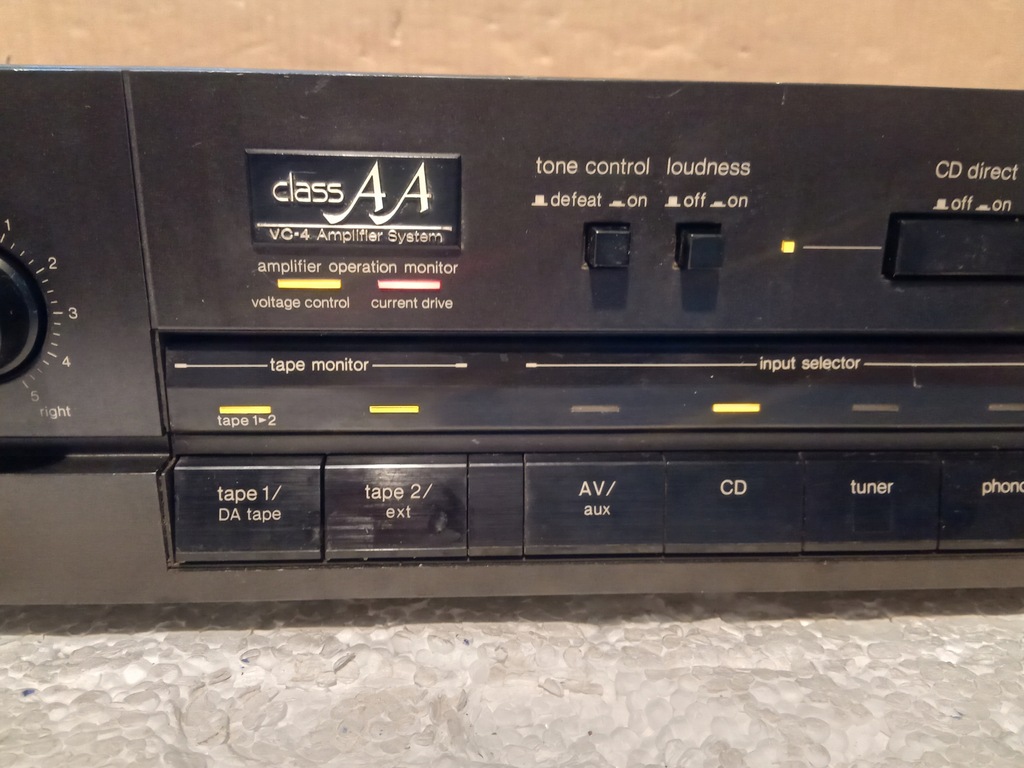 class AA
VC-4 Amplifier System
amplifier operation monitor
voltage control current drive
tone control loudness
defeat on off on
CD direct
off on
1
2
3
4
5
right
tape monitor
input selector
tape 1▸2
tape 1/
DA tape
tape 2/
ext
AV/
aux
CD
tuner
phono